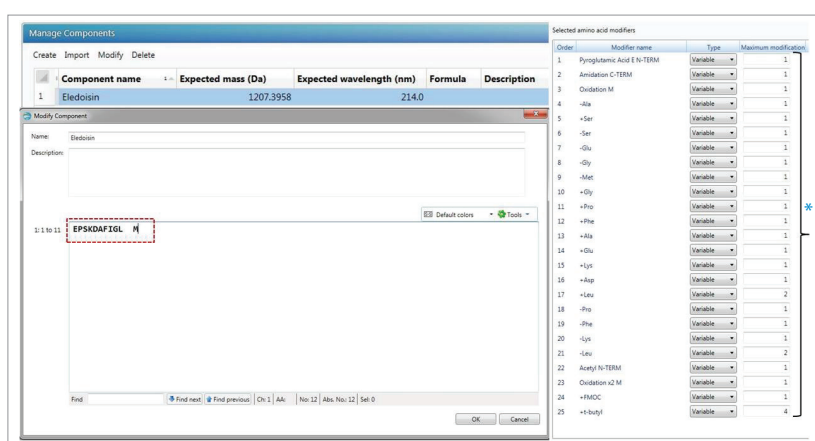 Manage Components
Create Import Modify Delete
Component name Expected mass (Da) Expected wavelength (nm) Formula Description
1 Eledoisin 1207.3958 214.0
Modify Component
Name: Eledoisin
Description:
Default colors Tools
1: 1 to 11 EPSKDAFIGL M
Find Find next Find previous Ch: 1 AA: No: 12 Abs. No.: 12 Sel: 0
OK Cancel
Selected amino acid modifiers
Order Modifier name Type Maximum modification
1 Pyroglutamic Acid E N-TERM Variable 1
2 Amidation C-TERM Variable 1
3 Oxidation M Variable 1
4 -Ala Variable 1
5 +Ser Variable 1
6 -Ser Variable 1
7 -Glu Variable 1
8 -Gly Variable 1
9 -Met Variable 1
10 +Gly Variable 1
11 +Pro Variable 1
12 +Phe Variable 1
13 +Ala Variable 1
14 +Glu Variable 1
15 +Lys Variable 1
16 +Asp Variable 1
17 +Leu Variable 2
18 -Pro Variable 1
19 -Phe Variable 1
20 -Lys Variable 1
21 -Leu Variable 2
22 Acetyl N-TERM Variable 1
23 Oxidation x2 M Variable 1
24 +FMOC Variable 1
25 +t-butyl Variable 4
*